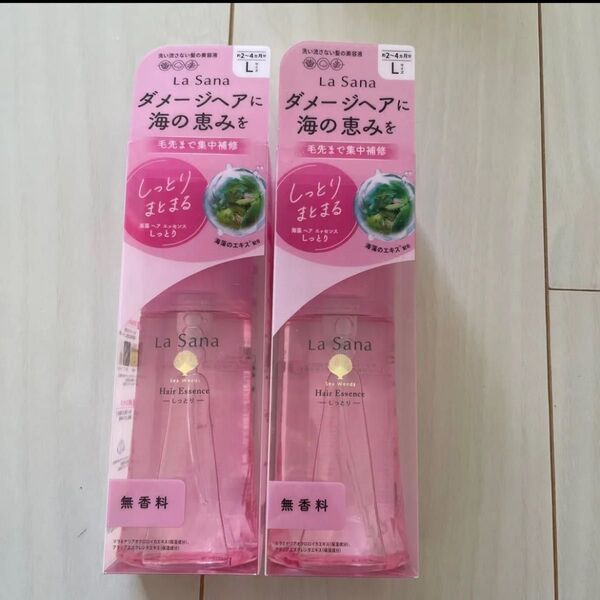 洗い流さない髪の美容液
約2~4ヵ月分
Lサイズ
La Sana
ダメージヘアに
海の恵みを
毛先まで集中補修
しっとり
まとまる
海藻 ヘア エッセンス
しっとり
海藻のエキス*配合
La Sana
Sea Weeds
Hair Essence
しっとり
無香料
洗い流さない髪の美容液
約2~4ヵ月分
Lサイズ
La Sana
ダメージヘアに
海の恵みを
毛先まで集中補修
しっとり
まとまる
海藻 ヘア エッセンス
しっとり
海藻のエキス*配合
La Sana
Sea Weeds
Hair Essence
しっとり
無香料